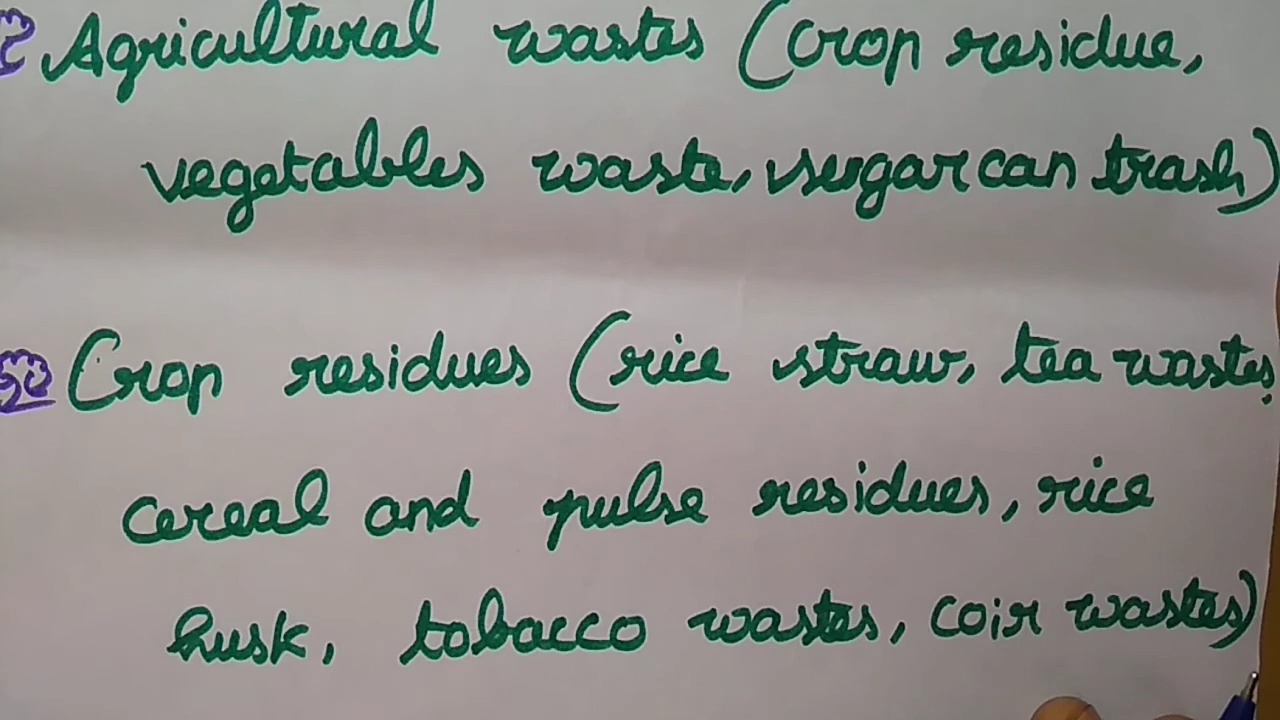 Agricultural wastes (Crop residue,
vegetables waste, sugarcan trash)
Crop residues (rice straw, tea wastes,
cereal and pulse residues, rice
husk, tobacco wastes, coir wastes)